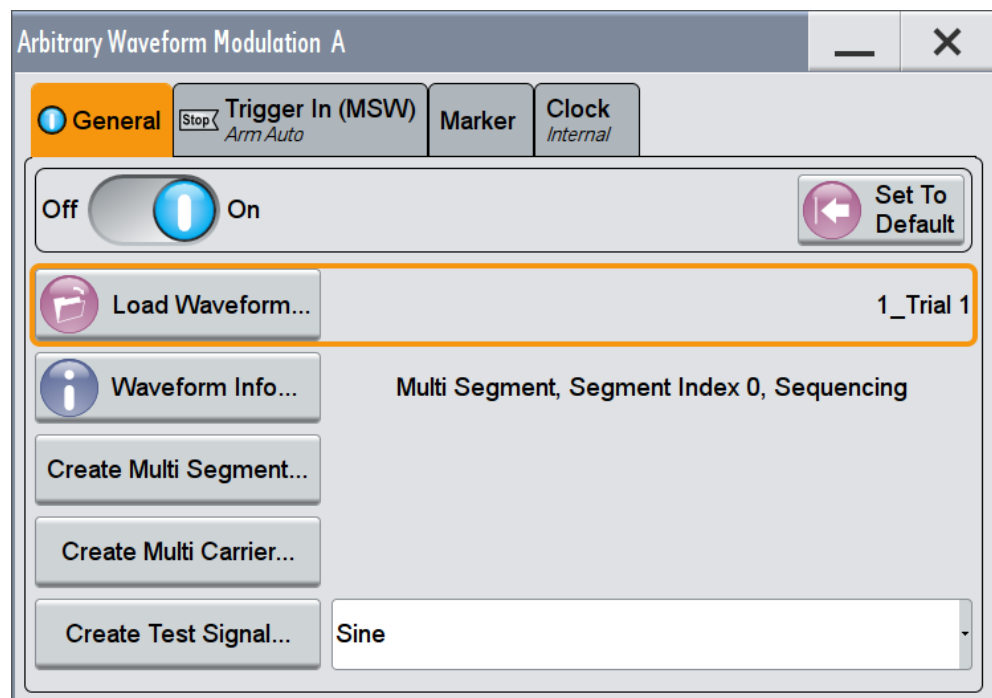 Arbitrary Waveform Modulation A
General
Stop
Trigger In (MSW)
Arm Auto
Marker
Clock
Internal
Off
On
Set To
Default
Load Waveform...
1_Trial 1
Waveform Info...
Multi Segment, Segment Index 0, Sequencing
Create Multi Segment...
Create Multi Carrier...
Create Test Signal...
Sine